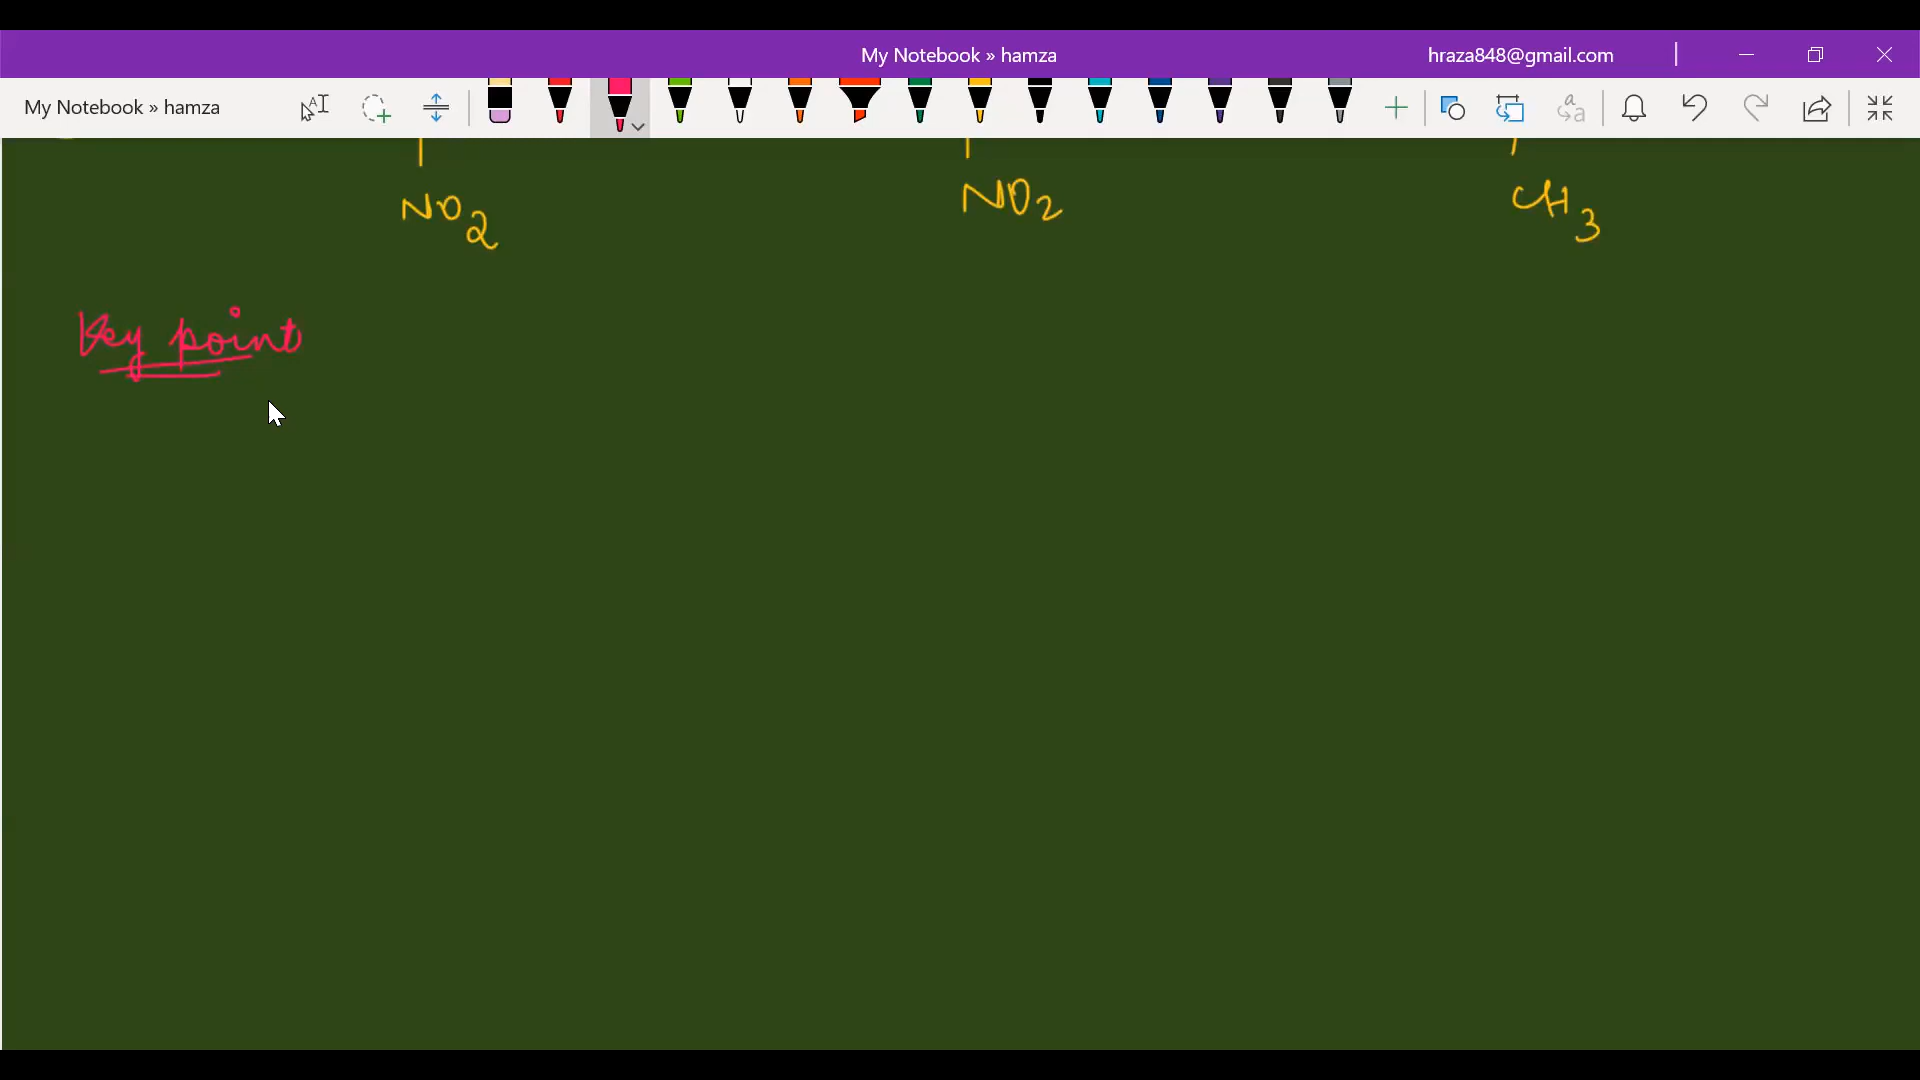 My Notebook » hamza
hraza848@gmail.com
My Notebook » hamza
NO2
NO2
CH3
Key point